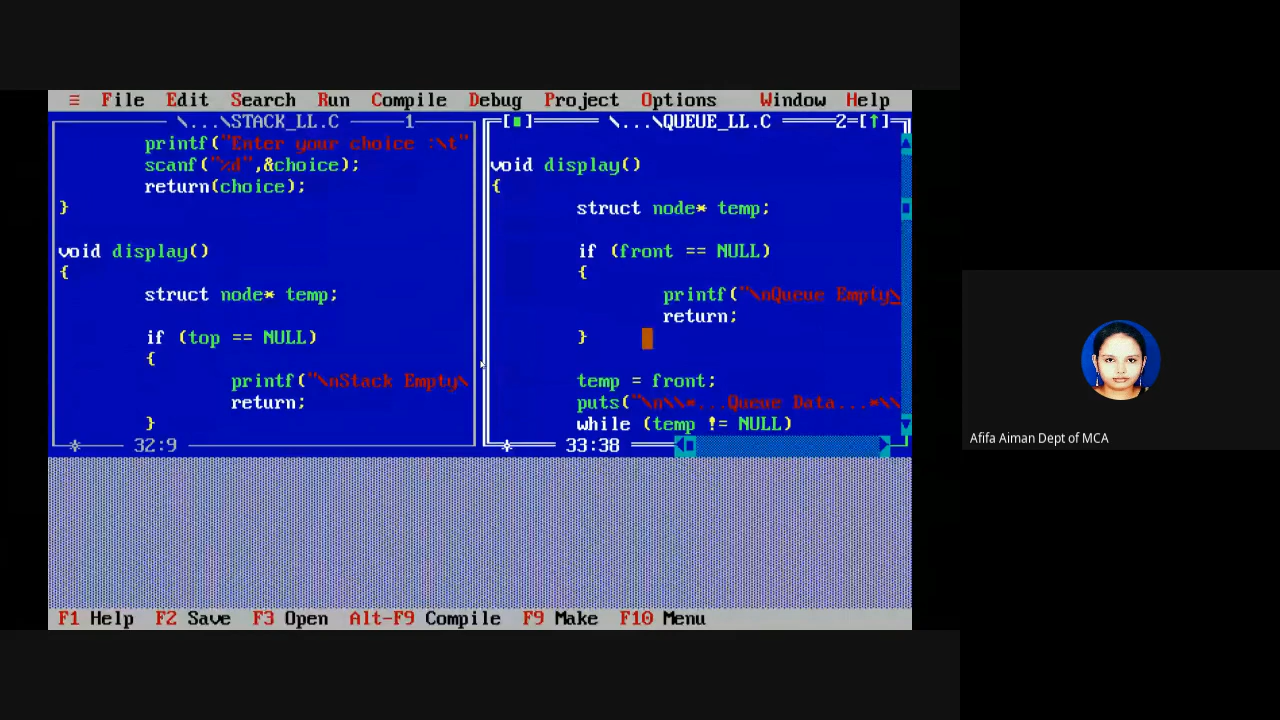 ≡ File Edit Search Run Compile Debug Project Options Window Help
\...\STACK_LL.C 1
printf("Enter your choice :\t"
scanf("%d",&choice);
return(choice);
}
void display()
{
struct node* temp;
if (top == NULL)
{
printf("\nStack Empty\
return;
}
32:9
[■] \...\QUEUE_LL.C 2=[↑]
void display()
{
struct node* temp;
if (front == NULL)
{
printf("\nQueue Empty\
return;
}
temp = front;
puts("\n\\*...Queue Data...*\\
while (temp != NULL)
33:38
F1 Help F2 Save F3 Open Alt-F9 Compile F9 Make F10 Menu
Afifa Aiman Dept of MCA